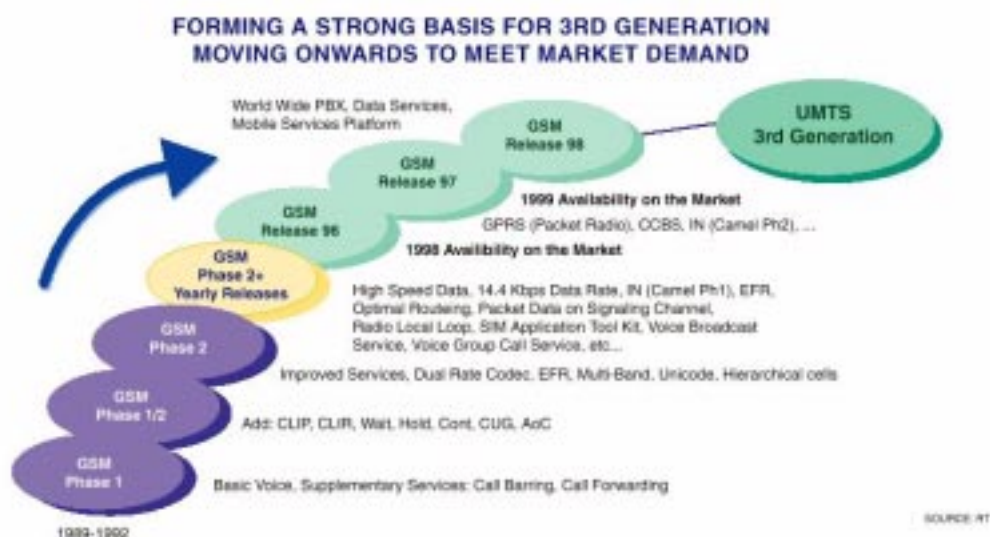 FORMING A STRONG BASIS FOR 3RD GENERATION
MOVING ONWARDS TO MEET MARKET DEMAND
World Wide PBX, Data Services,
Mobile Services Platform
UMTS
3rd Generation
GSM
Release 98
GSM
Release 97
1999 Availability on the Market
GPRS (Packet Radio), CCBS, IN (Camel Ph2), ...
GSM
Release 96
1998 Availibility on the Market
GSM
Phase 2+
Yearly Releases
High Speed Data, 14.4 Kbps Data Rate, IN (Camel Ph1), EFR,
Optimal Routeing, Packet Data on Signaling Channel,
Radio Local Loop, SIM Application Tool Kit, Voice Broadcast
Service, Voice Group Call Service, etc...
GSM
Phase 2
Improved Services, Dual Rate Codec, EFR, Multi-Band, Unicode, Hierarchical cells
GSM
Phase 1/2
Add: CLIP, CLIR, Wait, Hold, Cont, CUG, AoC
GSM
Phase 1
Basic Voice, Supplementary Services: Call Barring, Call Forwarding
1989-1992
SOURCE: RT